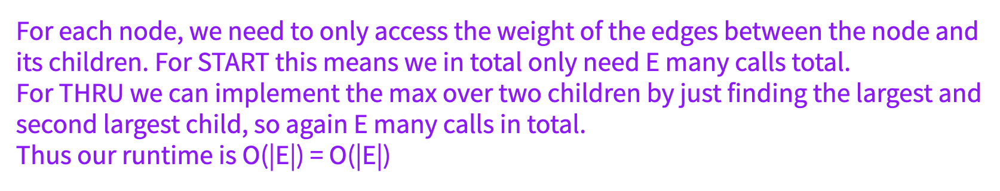 For each node, we need to only access the weight of the edges between the node and
its children. For START this means we in total only need E many calls total.
For THRU we can implement the max over two children by just finding the largest and
second largest child, so again E many calls in total.
Thus our runtime is O(|E|) = O(|E|)